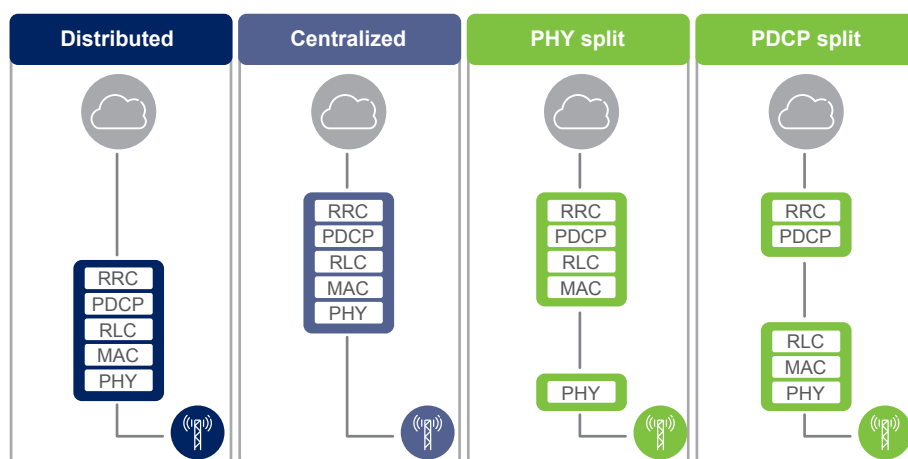 Distributed
RRC
PDCP
RLC
MAC
PHY
Centralized
RRC
PDCP
RLC
MAC
PHY
PHY split
RRC
PDCP
RLC
MAC
PHY
PDCP split
RRC
PDCP
RLC
MAC
PHY